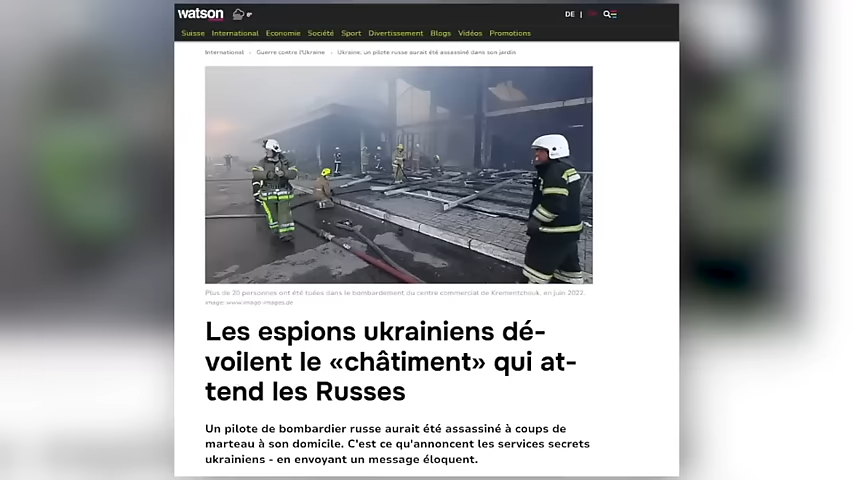 watson
DE |
Suisse International Economie Société Sport Divertissement Blogs Vidéos Promotions
International › Guerre contre l'Ukraine › Ukraine, un pilote russe aurait été assassiné dans son jardin
Plus de 20 personnes ont été tuées dans le bombardement du centre commercial de Krementchouk, en juin 2022.
image: www.imago-images.de
Les espions ukrainiens dé-
voilent le «châtiment» qui at-
tend les Russes
Un pilote de bombardier russe aurait été assassiné à coups de
marteau à son domicile. C'est ce qu'annoncent les services secrets
ukrainiens - en envoyant un message éloquent.